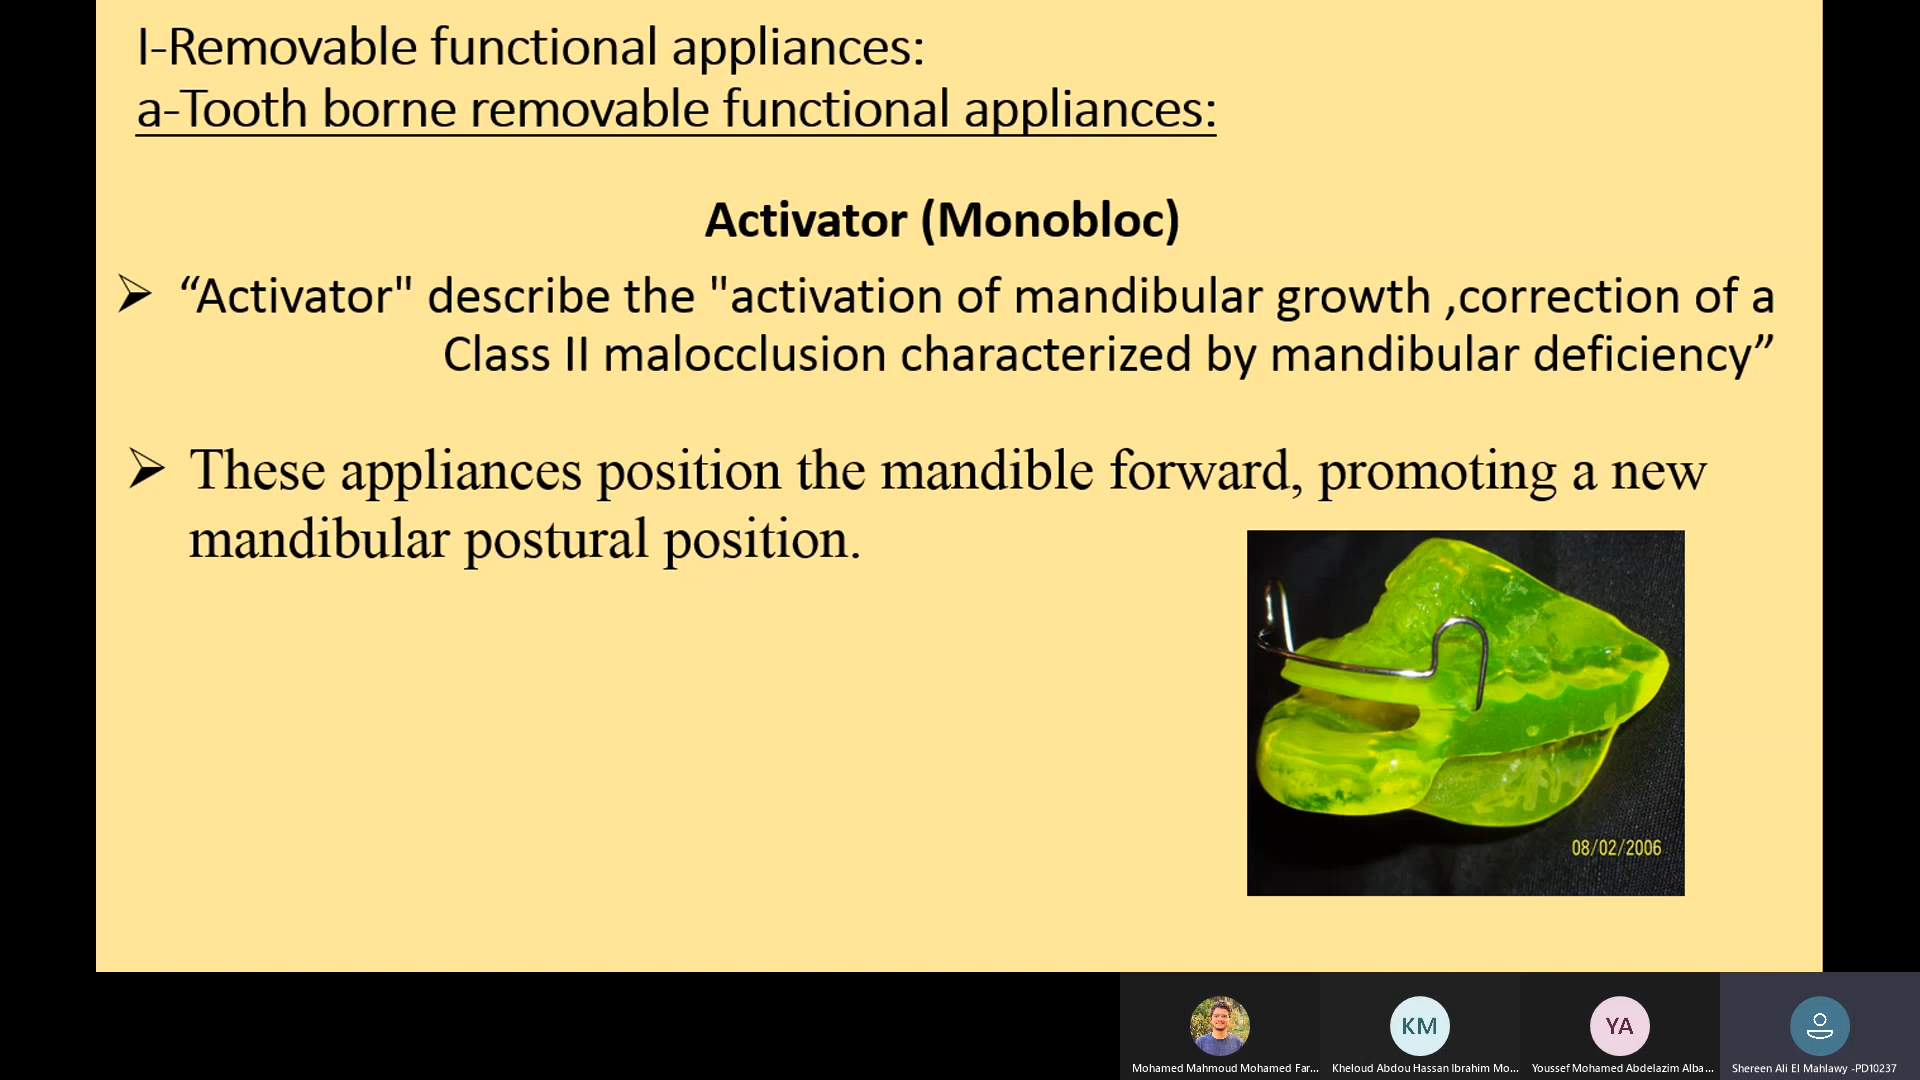 I-Removable functional appliances:
a-Tooth borne removable functional appliances:
Activator (Monobloc)
➢ “Activator" describe the "activation of mandibular growth ,correction of a
Class II malocclusion characterized by mandibular deficiency”
➢ These appliances position the mandible forward, promoting a new
mandibular postural position.
08/02/2006
KM
YA
Mohamed Mahmoud Mohamed Far...
Kheloud Abdou Hassan Ibrahim Mo...
Youssef Mohamed Abdelazim Alba...
Shereen Ali El Mahlawy -PD10237